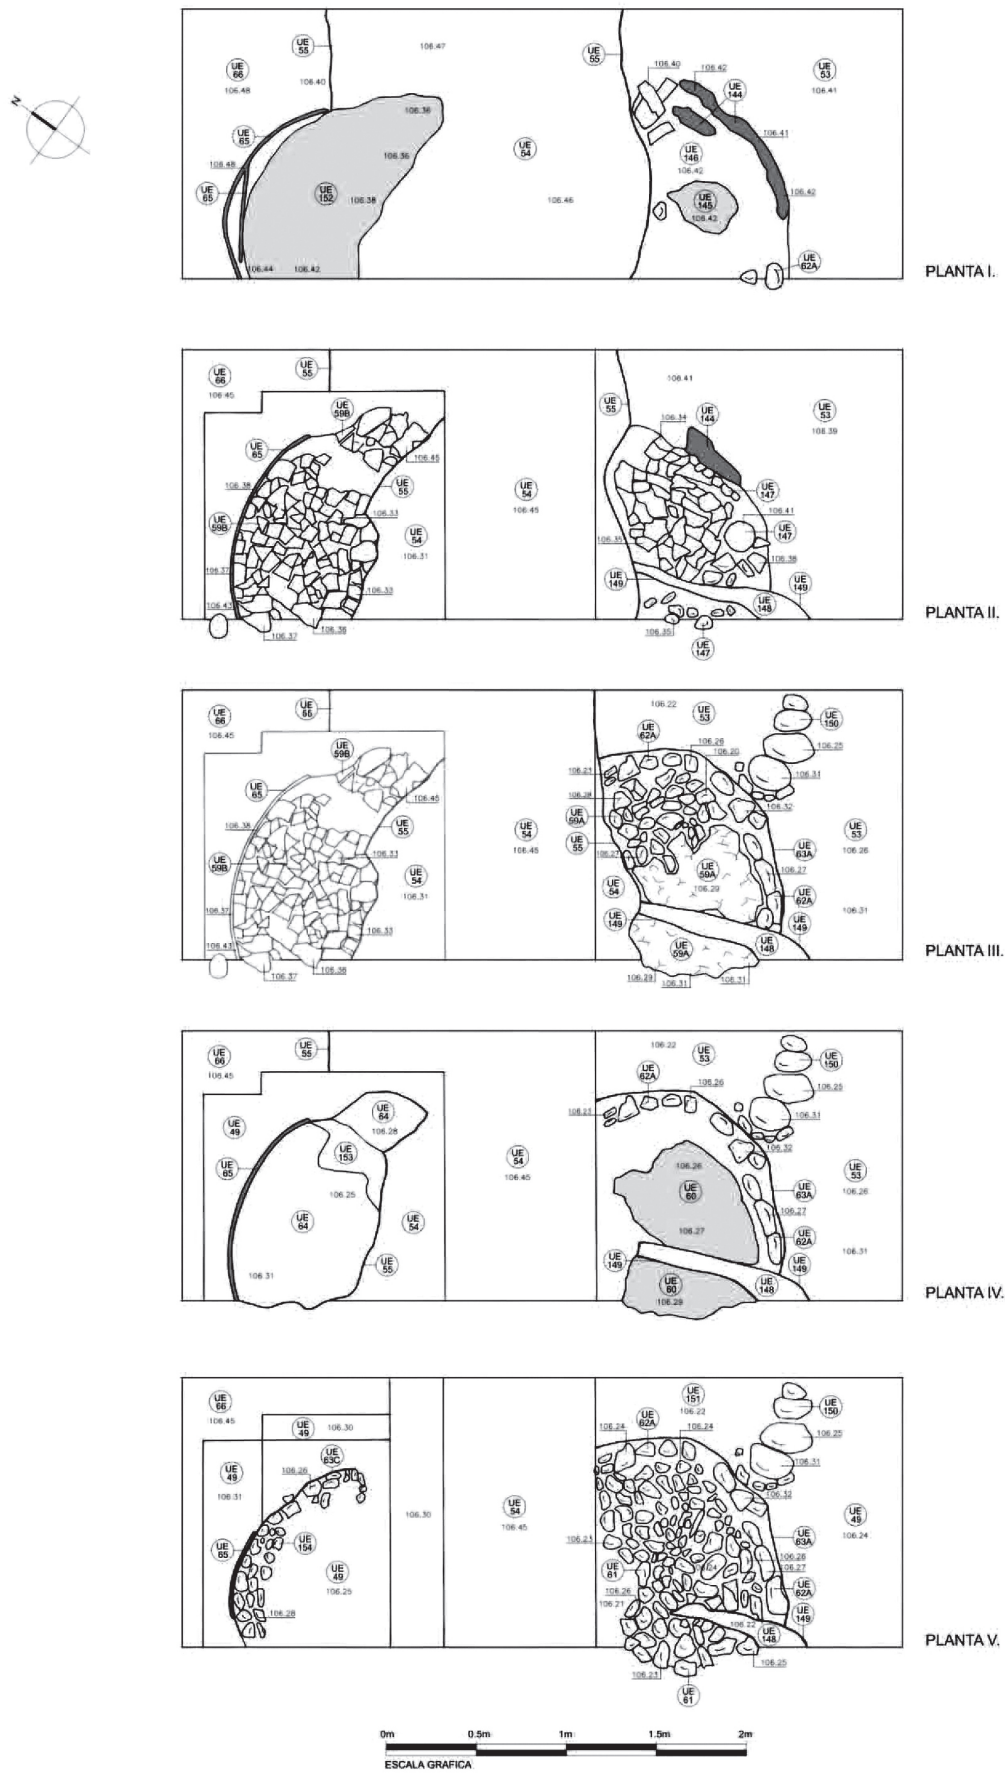 N
UE 55
106.47
UE 55
106.40
106.42
UE 53
106.41
UE 66
106.48
106.40
UE 144
106.36
UE 65
106.41
106.48
106.36
UE 54
UE 146
106.42
UE 65
UE 152
106.38
106.46
UE 145
106.42
106.42
106.44
106.42
UE 62A
PLANTA I.
UE 66
106.45
UE 55
106.41
UE 59B
UE 55
106.34
UE 144
UE 53
106.39
UE 65
106.45
106.38
UE 55
UE 54
106.45
UE 147
106.41
UE 59B
106.33
UE 54
106.31
UE 147
106.35
106.38
106.37
106.33
UE 149
UE 149
106.43
UE 148
106.37
106.36
106.35
UE 147
PLANTA II.
UE 66
106.45
UE 55
106.22
UE 53
UE 150
UE 59B
UE 62A
106.26
106.20
106.25
UE 65
106.45
106.23
106.31
106.38
UE 55
UE 54
106.45
106.28
UE 59A
106.32
UE 53
106.26
UE 59B
106.33
UE 55
106.27
UE 63A
UE 54
106.31
UE 59A
106.29
106.27
106.37
106.33
UE 54
UE 62A
106.31
UE 149
UE 149
106.43
UE 59A
UE 148
106.37
106.36
106.29
106.31
106.31
PLANTA III.
UE 66
106.45
UE 55
106.22
UE 53
UE 150
UE 62A
106.26
106.25
UE 49
UE 64
106.28
106.23
106.31
UE 65
UE 153
UE 54
106.45
106.32
106.25
106.26
UE 60
UE 53
106.26
UE 63A
UE 64
UE 54
106.27
106.27
UE 62A
106.31
106.31
UE 55
UE 149
UE 149
UE 60
106.29
UE 148
PLANTA IV.
UE 66
106.45
UE 151
106.22
UE 150
UE 49
106.30
106.24
UE 62A
106.24
106.25
UE 49
106.31
106.26
UE 63C
106.31
106.32
106.30
UE 54
106.45
UE 49
106.24
UE 65
UE 154
106.23
UE 63A
UE 49
106.25
UE 61
106.26
106.27
106.26
106.21
UE 62A
106.28
106.22
UE 149
UE 148
106.23
106.25
UE 61
PLANTA V.
0m 0.5m 1m 1.5m 2m
ESCALA GRAFICA